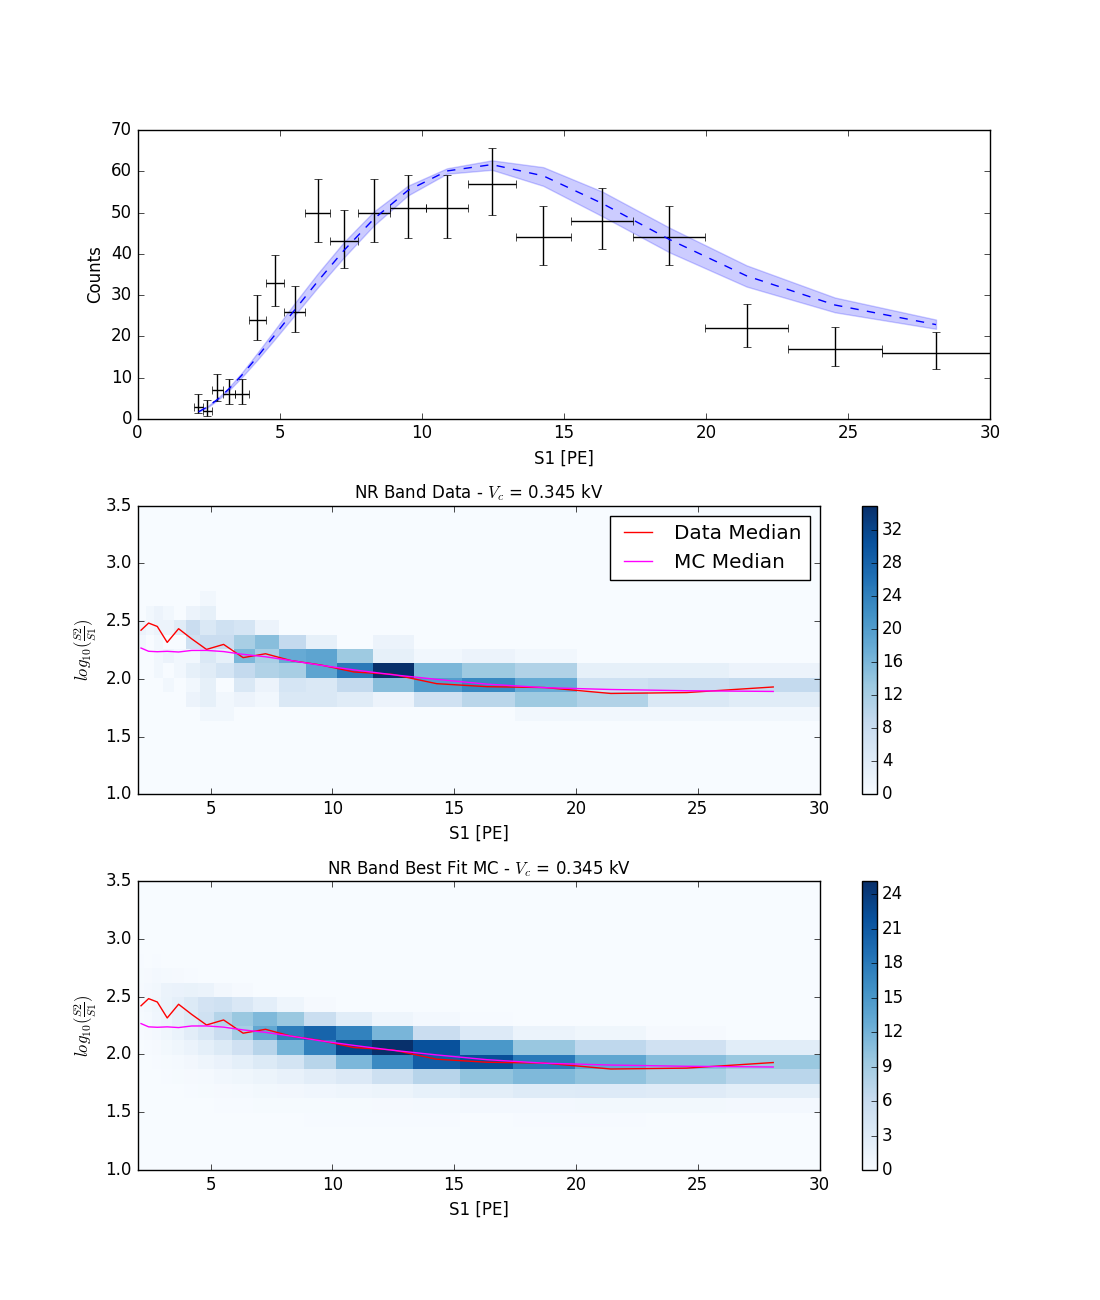 70
60
50
40
30
20
10
0
Counts
0 5 10 15 20 25 30
S1 [PE]
NR Band Data - V_c = 0.345 kV
3.5
3.0
2.5
2.0
1.5
1.0
log10(S2/S1)
Data Median
MC Median
32
28
24
20
16
12
8
4
0
5 10 15 20 25 30
S1 [PE]
NR Band Best Fit MC - V_c = 0.345 kV
3.5
3.0
2.5
2.0
1.5
1.0
log10(S2/S1)
24
21
18
15
12
9
6
3
0
5 10 15 20 25 30
S1 [PE]